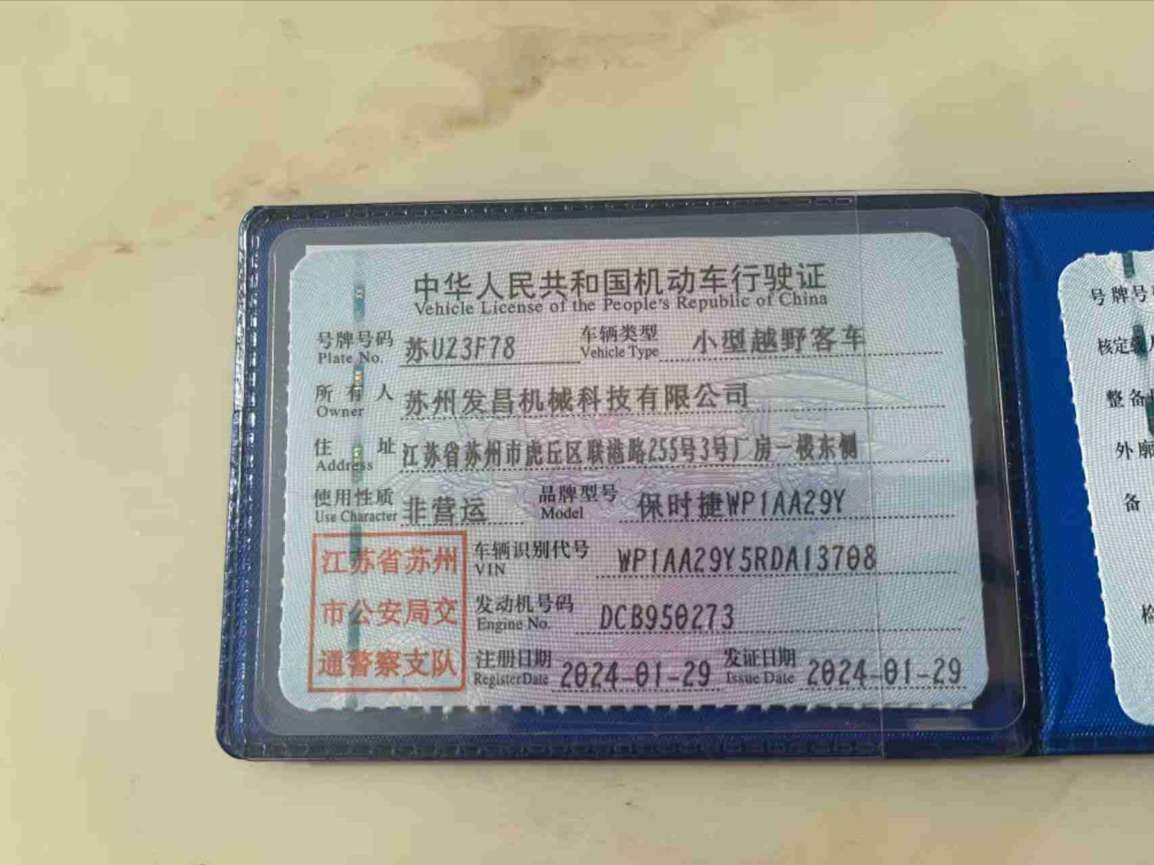 中华人民共和国机动车行驶证
Vehicle License of the People's Republic of China
号牌号码 苏UZ3F78 车辆类型 小型越野客车
Plate No. Vehicle Type
所有人 苏州发昌机械科技有限公司
Owner
住址 江苏省苏州市虎丘区联港路255号3号厂房一楼东侧
Address
使用性质 非营运 品牌型号 保时捷WP1AA29Y
Use Character Model
江苏省苏州
市公安局交
通警察支队
车辆识别代号 WP1AA29Y5RDA13708
VIN
发动机号码 DCB950273
Engine No.
注册日期 2024-01-29 发证日期 2024-01-29
Register Date Issue Date
号牌号
核定载
整备
外廓
备